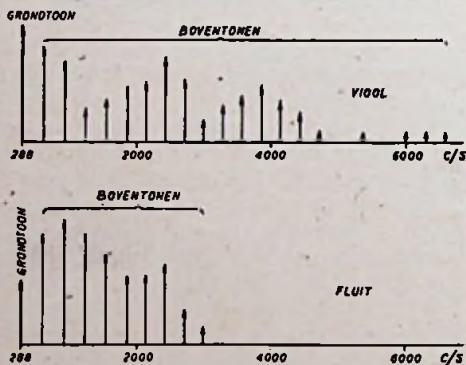 GRONDTOON
BOVENTONEN
VIOOL
288 2000 4000 6000 C/S
GRONDTOON
BOVENTONEN
FLUIT
288 2000 4000 6000 C/S